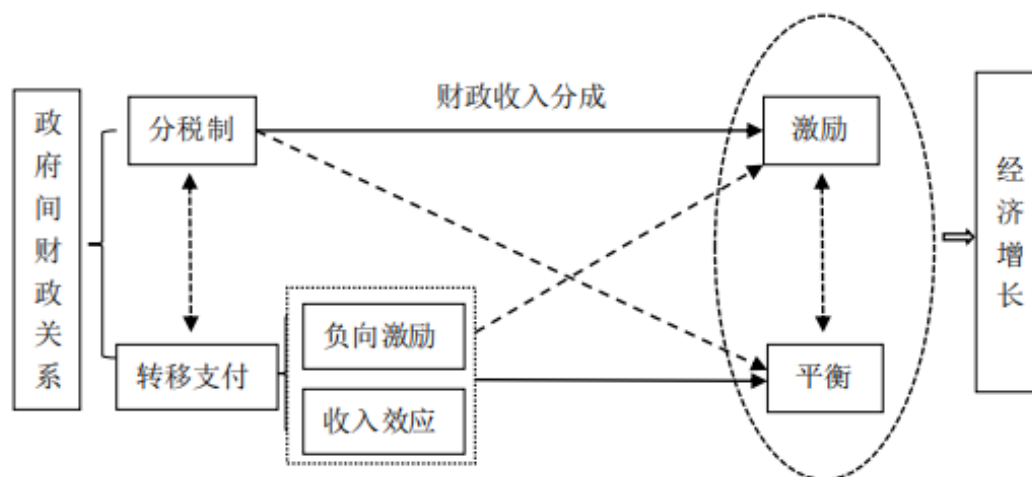 政府间财政关系
分税制
财政收入分成
激励
转移支付
负向激励
收入效应
平衡
经济增长